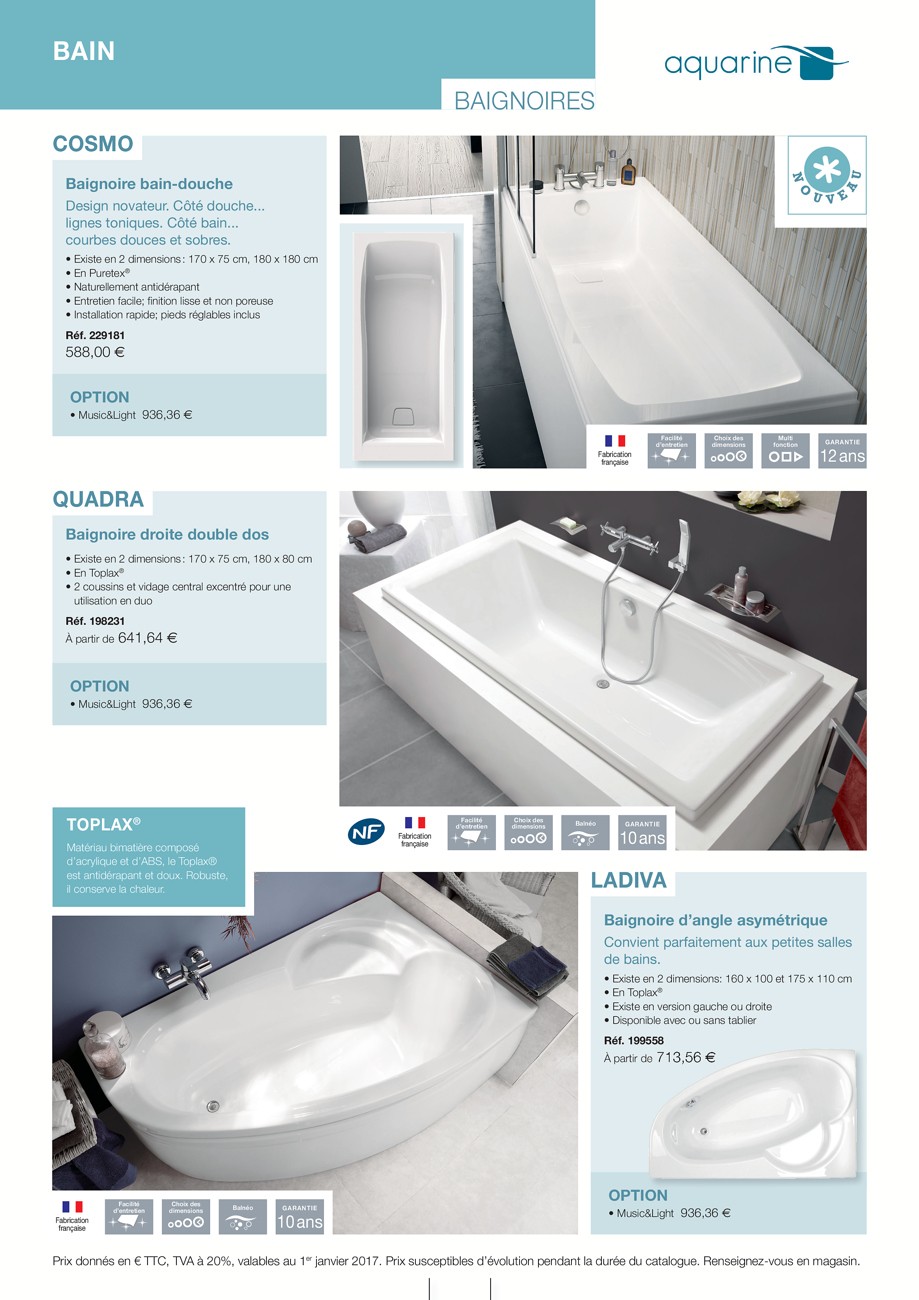 BAIN
aquarine
BAIGNOIRES
COSMO
Baignoire bain-douche
Design novateur. Côté douche...
lignes toniques. Côté bain...
courbes douces et sobres.
• Existe en 2 dimensions : 170 x 75 cm, 180 x 180 cm
• En Puretex®
• Naturellement antidérapant
• Entretien facile; finition lisse et non poreuse
• Installation rapide; pieds réglables inclus
Réf. 229181
588,00 €
OPTION
• Music&Light 936,36 €
NOUVEAU
Fabrication
française
Facilité
d'entretien
Choix des
dimensions
Multi
fonction
GARANTIE
12 ans
QUADRA
Baignoire droite double dos
• Existe en 2 dimensions : 170 x 75 cm, 180 x 80 cm
• En Toplax®
• 2 coussins et vidage central excentré pour une
utilisation en duo
Réf. 198231
À partir de 641,64 €
OPTION
• Music&Light 936,36 €
NF
Fabrication
française
Facilité
d'entretien
Choix des
dimensions
Balnéo
GARANTIE
10 ans
TOPLAX®
Matériau bimatière composé
d'acrylique et d'ABS, le Toplax®
est antidérapant et doux. Robuste,
il conserve la chaleur.
LADIVA
Baignoire d'angle asymétrique
Convient parfaitement aux petites salles
de bains.
• Existe en 2 dimensions: 160 x 100 et 175 x 110 cm
• En Toplax®
• Existe en version gauche ou droite
• Disponible avec ou sans tablier
Réf. 199558
À partir de 713,56 €
OPTION
• Music&Light 936,36 €
Fabrication
française
Facilité
d'entretien
Choix des
dimensions
Balnéo
GARANTIE
10 ans
Prix donnés en € TTC, TVA à 20%, valables au 1er janvier 2017. Prix susceptibles d'évolution pendant la durée du catalogue. Renseignez-vous en magasin.